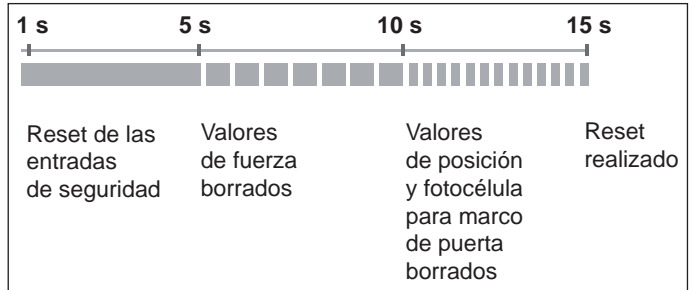 1 s 5 s 10 s 15 s
Reset de las
entradas
de seguridad
Valores
de fuerza
borrados
Valores
de posición
y fotocélula
para marco
de puerta
borrados
Reset
realizado